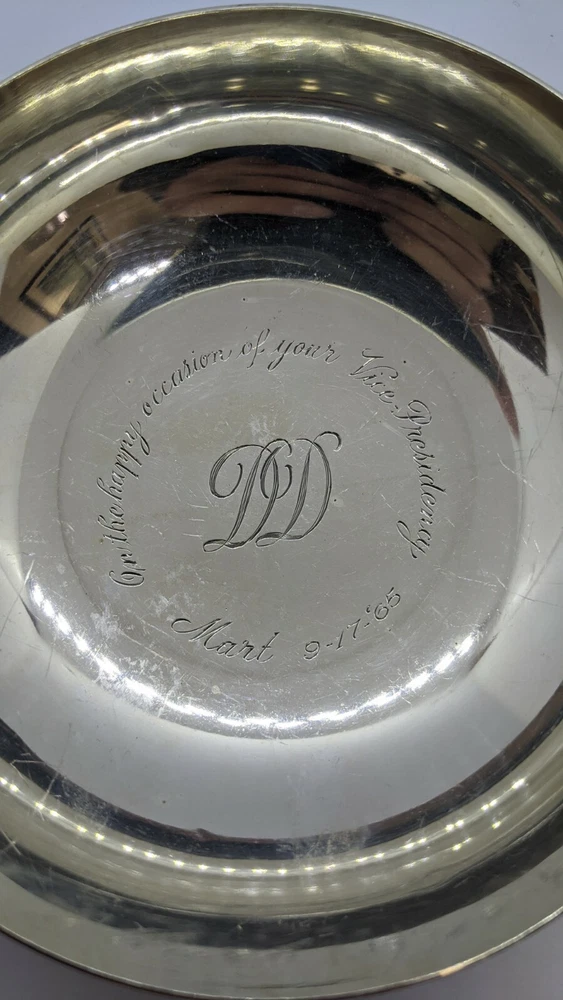 On the happy occasion of your Vice-Presidency
DD
Mart 9-17-'65